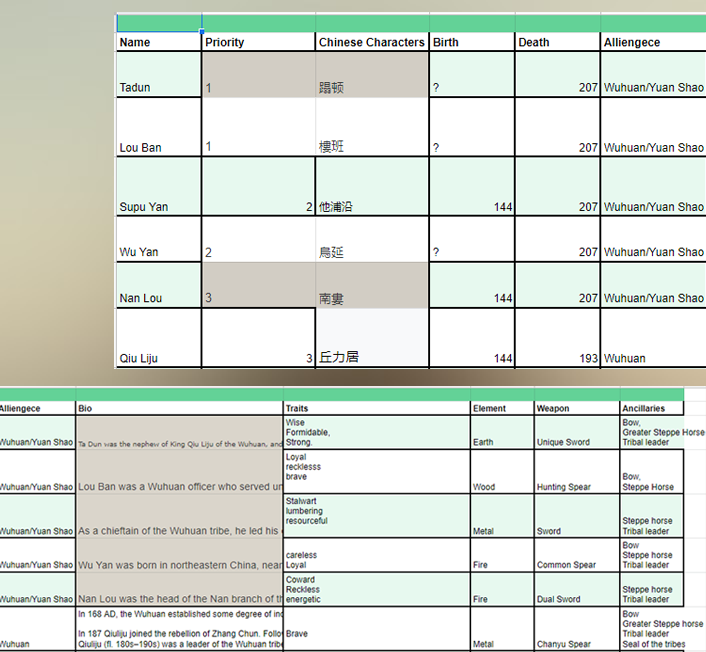 Name Priority Chinese Characters Birth Death Alliengece
Tadun 1 蹋顿 ? 207 Wuhuan/Yuan Shao
Lou Ban 1 樓班 ? 207 Wuhuan/Yuan Shao
Supu Yan 2 他浦沿 144 207 Wuhuan/Yuan Shao
Wu Yan 2 烏延 ? 207 Wuhuan/Yuan Shao
Nan Lou 3 南婁 144 207 Wuhuan/Yuan Shao
Qiu Liju 3 丘力居 144 193 Wuhuan
Alliengece Bio Traits Element Weapon Ancillaries
Wise Bow,
Formidable, Greater Steppe Horse
Wuhuan/Yuan Shao Ta Dun was the nephew of King Qiu Liju of the Wuhuan, and Strong. Earth Unique Sword Tribal leader
Loyal
recklesss
brave Bow,
Wuhuan/Yuan Shao Lou Ban was a Wuhuan officer who served un Wood Hunting Spear Steppe Horse
Stalwart
lumbering
resourceful Steppe horse
Wuhuan/Yuan Shao As a chieftain of the Wuhuan tribe, he led his Metal Sword Tribal leader
Bow
careless Steppe horse
Wuhuan/Yuan Shao Wu Yan was born in northeastern China, near Loyal Fire Common Spear Tribal leader
Coward
Reckless Steppe horse
Wuhuan/Yuan Shao Nan Lou was the head of the Nan branch of th energetic Fire Dual Sword Tribal leader
In 168 AD, the Wuhuan established some degree of ind Bow
Greater Steppe horse
In 187 Qiuliju joined the rebellion of Zhang Chun. Follo Brave Tribal leader
Wuhuan Qiuliju (fl. 180s–190s) was a leader of the Wuhuan tribe Metal Chanyu Spear Seal of the tribes